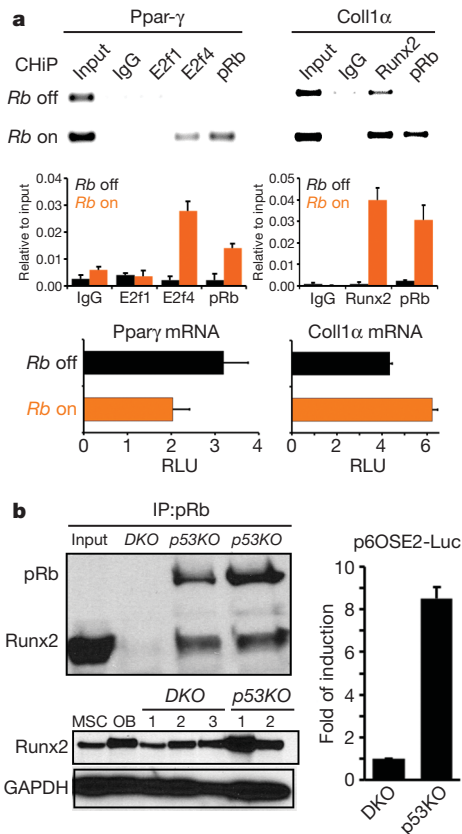 a
Ppar-γ
Coll1α
CHiP
Input IgG E2f1 E2f4 pRb
Input IgG Runx2 pRb
Rb off
Rb on
Relative to input
0.04
0.03
0.02
0.01
0.00
Rb off
Rb on
IgG E2f1 E2f4 pRb
Relative to input
0.05
0.04
0.03
0.02
0.01
0.00
Rb off
Rb on
IgG Runx2 pRb
Pparγ mRNA
Coll1α mRNA
Rb off
Rb on
0 1 2 3 4
RLU
0 2 4 6
RLU
b
IP:pRb
Input DKO p53KO p53KO
pRb
Runx2
DKO p53KO
MSC OB 1 2 3 1 2
Runx2
GAPDH
p6OSE2-Luc
Fold of induction
10
8
6
4
2
0
DKO
p53KO